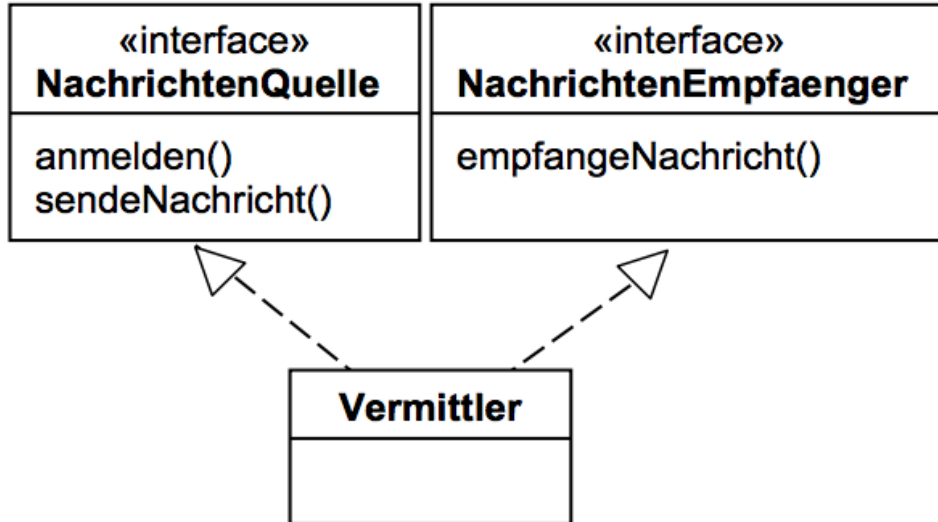 «interface»
NachrichtenQuelle
anmelden()
sendeNachricht()
«interface»
NachrichtenEmpfaenger
empfangeNachricht()
Vermittler